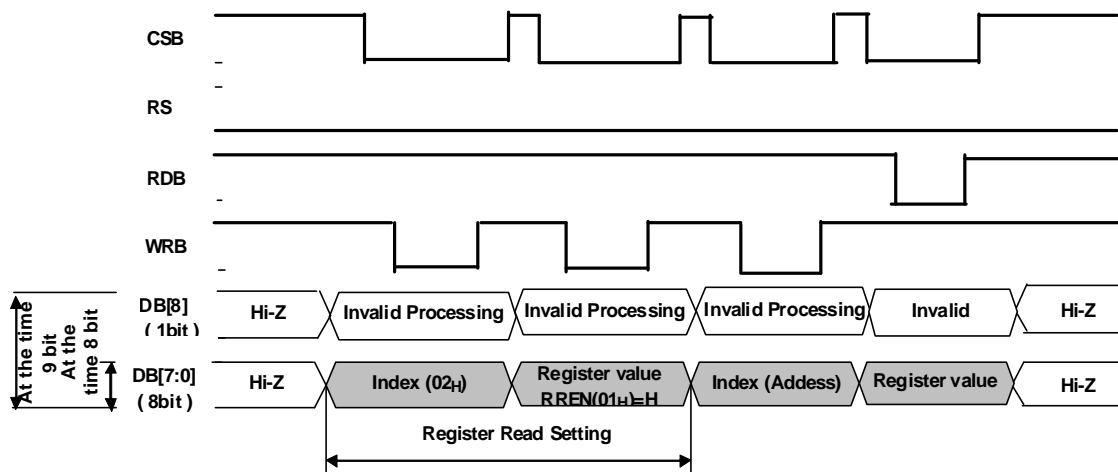 CSB
RS
RDB
WRB
DB[8]
( 1bit )
Hi-Z
Invalid Processing
Invalid Processing
Invalid Processing
Invalid
Hi-Z
DB[7:0]
( 8bit )
Hi-Z
Index (02H)
Register value
RREN(01H)=H
Index (Address)
Register value
Hi-Z
Register Read Setting
At the time
9 bit
At the
time 8 bit